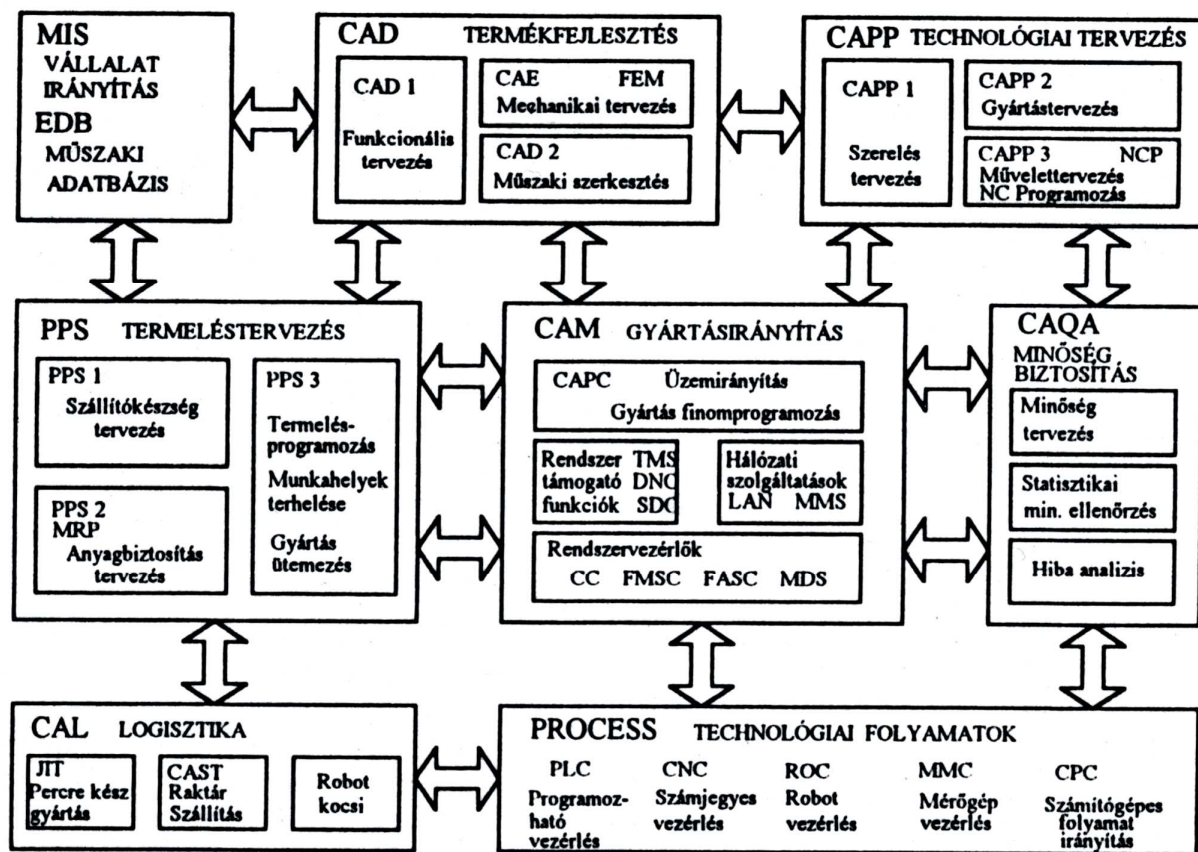 MIS
VÁLLALAT
IRÁNYÍTÁS
EDB
MŰSZAKI
ADATBÁZIS
CAD TERMÉKFEJLESZTÉS
CAD 1
Funkcionális
tervezés
CAE FEM
Mechanikai tervezés
CAD 2
Műszaki szerkesztés
CAPP TECHNOLÓGIAI TERVEZÉS
CAPP 1
Szerelés
tervezés
CAPP 2
Gyártástervezés
CAPP 3 NCP
Művelettervezés
NC Programozás
PPS TERMELÉSTERVEZÉS
PPS 1
Szállítókészség
tervezés
PPS 2
MRP
Anyagbiztosítás
tervezés
PPS 3
Termelés-
programozás
Munkahelyek
terhelése
Gyártás
ütemezés
CAM GYÁRTÁSIRÁNYÍTÁS
CAPC Üzemirányítás
Gyártás finomprogramozás
Rendszer TMS
támogató DNC
funkciók SDC
Hálózati
szolgáltatások
LAN MMS
Rendszervezérlők
CC FMSC FASC MDS
CAQA
MINŐSÉG
BIZTOSÍTÁS
Minőség
tervezés
Statisztikai
min. ellenőrzés
Hiba analizis
CAL LOGISZTIKA
JIT
Percre kész
gyártás
CAST
Raktár
Szállítás
Robot
kocsi
PROCESS TECHNOLÓGIAI FOLYAMATOK
PLC
Programoz-
ható
vezérlés
CNC
Számjegyes
vezérlés
ROC
Robot
vezérlés
MMC
Mérőgép
vezérlés
CPC
Számitógépes
folyamat
irányítás